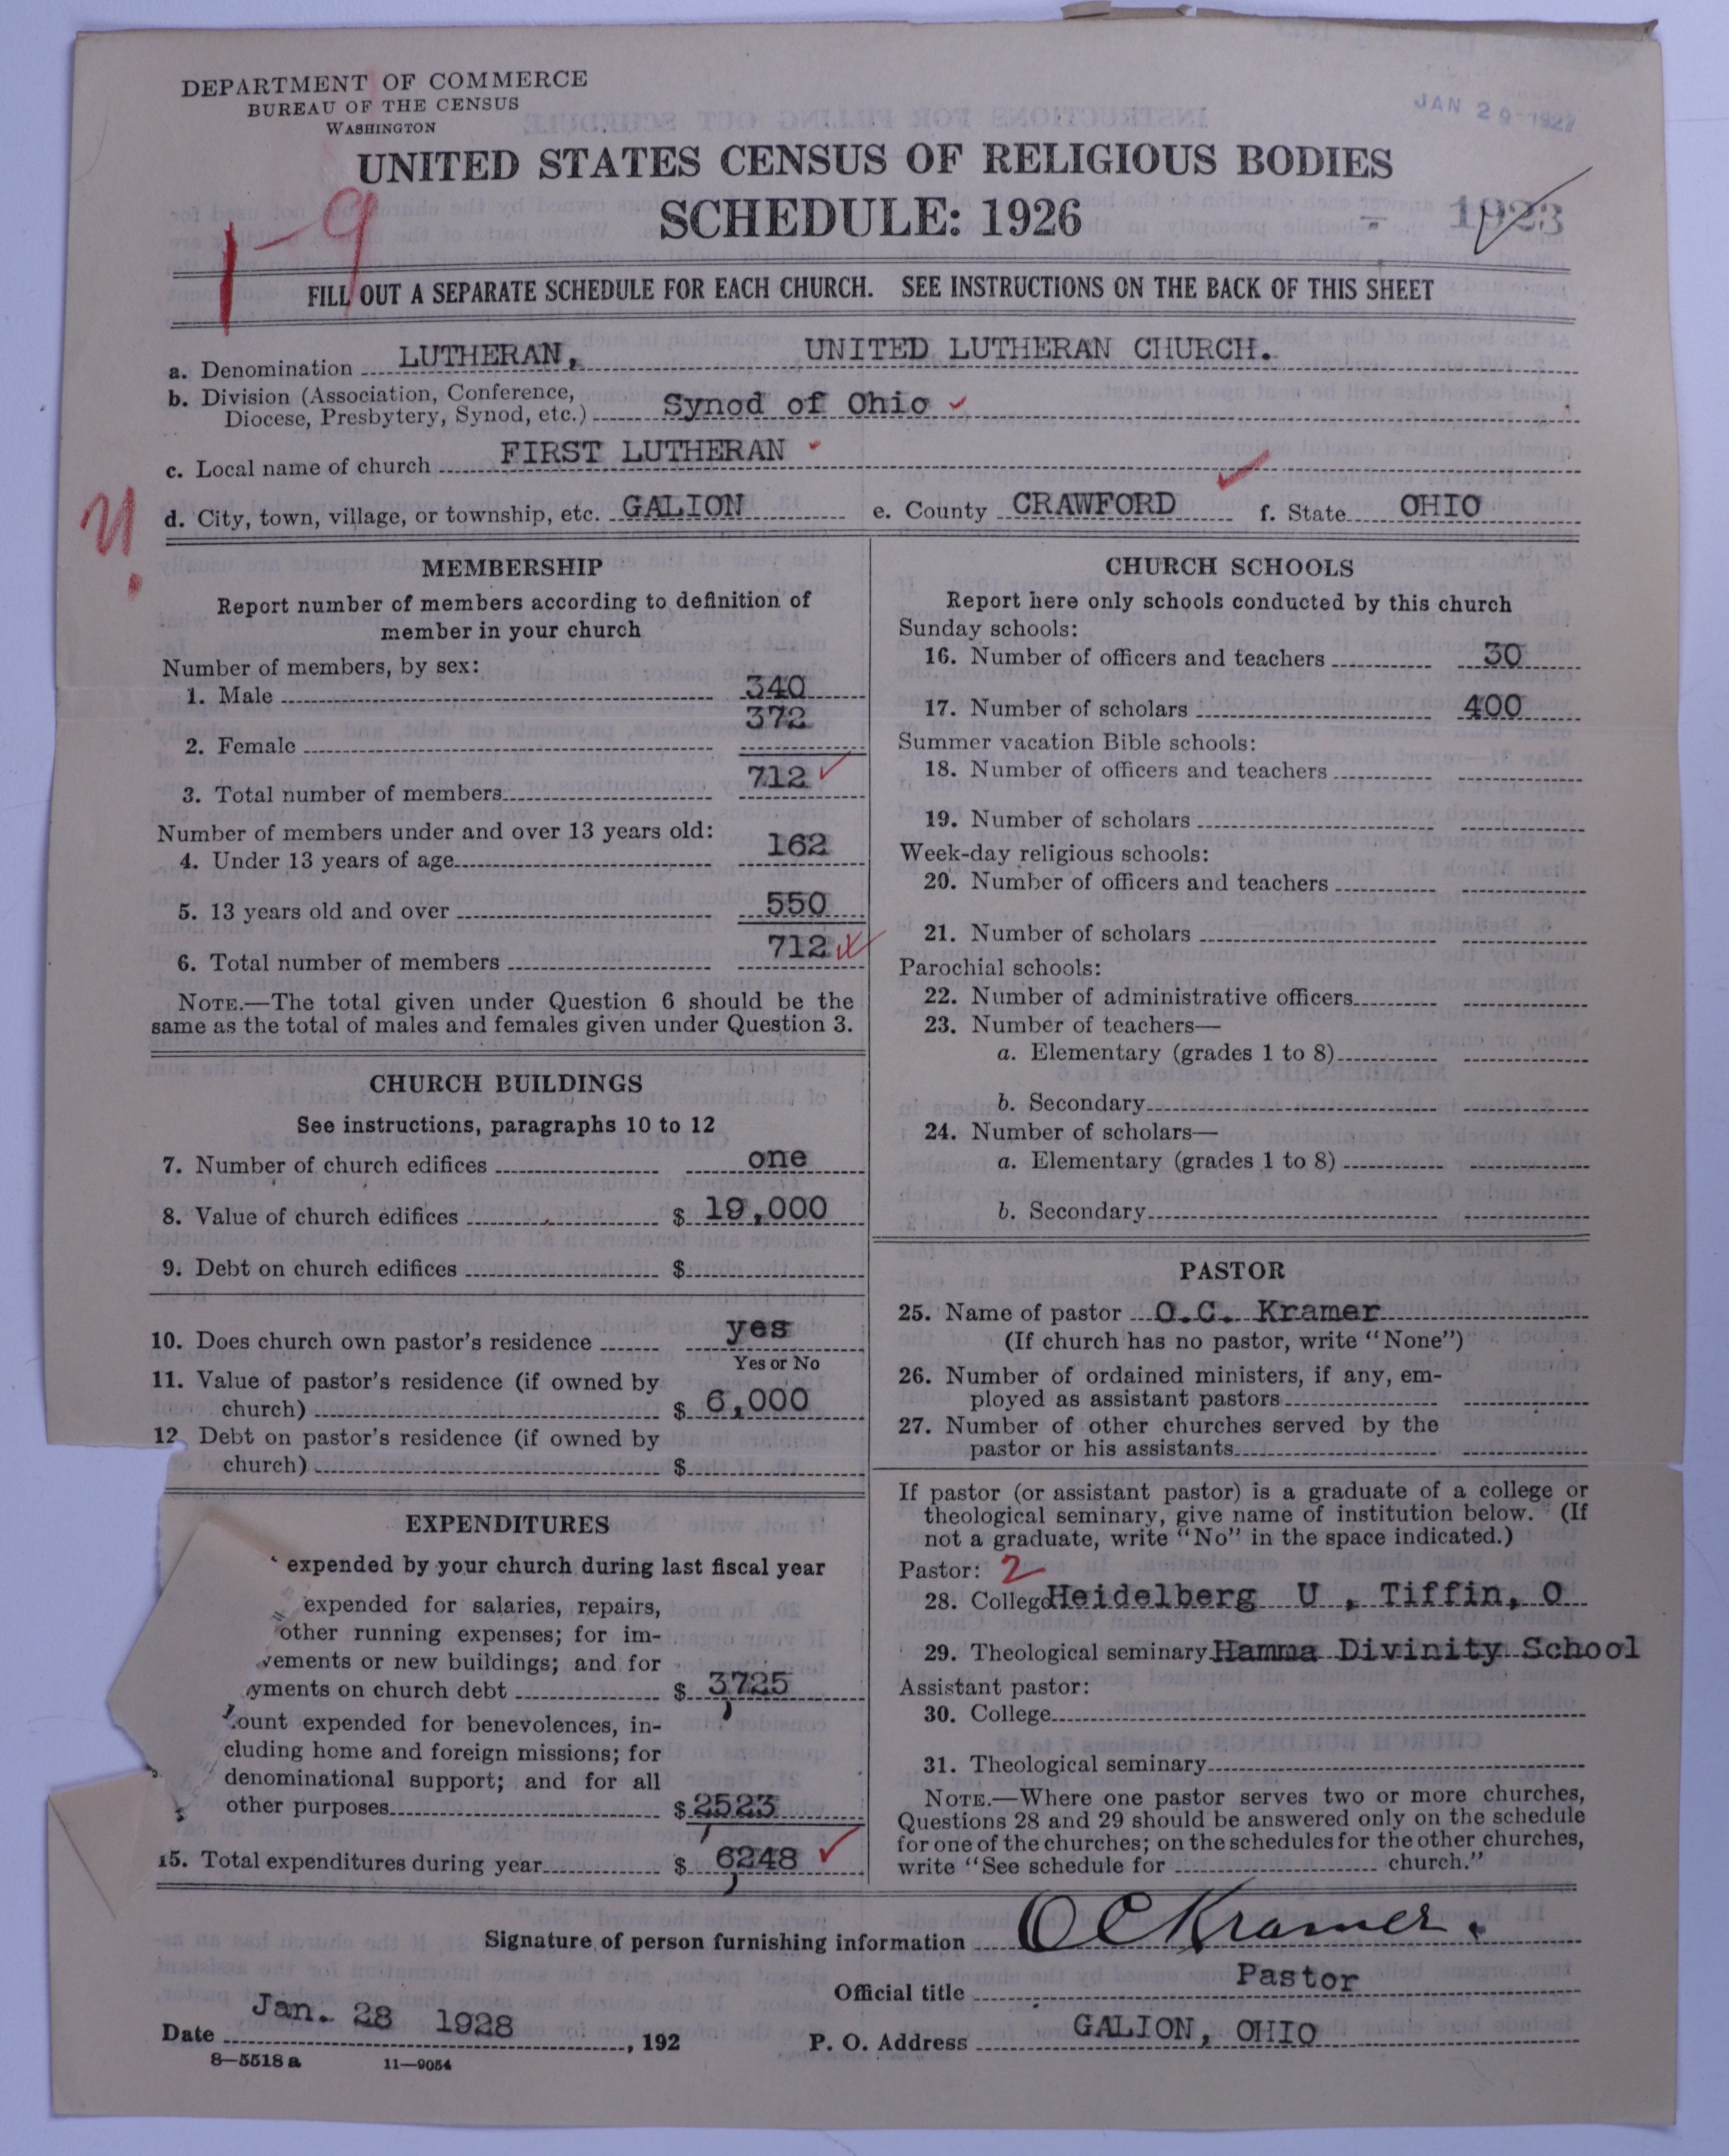 DEPARTMENT OF COMMERCE
BUREAU OF THE CENSUS
WASHINGTON
JAN 29 1927
UNITED STATES CENSUS OF RELIGIOUS BODIES
SCHEDULE: 1926
1923
1-9
FILL OUT A SEPARATE SCHEDULE FOR EACH CHURCH. SEE INSTRUCTIONS ON THE BACK OF THIS SHEET
a. Denomination LUTHERAN, UNITED LUTHERAN CHURCH.
b. Division (Association, Conference,
Diocese, Presbytery, Synod, etc.) Synod of Ohio
c. Local name of church FIRST LUTHERAN
d. City, town, village, or township, etc. GALION e. County CRAWFORD f. State OHIO
MEMBERSHIP
Report number of members according to definition of
member in your church
Number of members, by sex:
1. Male 340
2. Female 372
3. Total number of members 712
Number of members under and over 13 years old:
4. Under 13 years of age 162
5. 13 years old and over 550
6. Total number of members 712
NOTE.—The total given under Question 6 should be the
same as the total of males and females given under Question 3.
CHURCH BUILDINGS
See instructions, paragraphs 10 to 12
7. Number of church edifices one
8. Value of church edifices $ 19,000
9. Debt on church edifices $
10. Does church own pastor's residence yes
Yes or No
11. Value of pastor's residence (if owned by
church) $ 6,000
12 Debt on pastor's residence (if owned by
church) $
EXPENDITURES
expended by your church during last fiscal year
expended for salaries, repairs,
other running expenses; for im-
vements or new buildings; and for
yments on church debt $ 3,725
ount expended for benevolences, in-
cluding home and foreign missions; for
denominational support; and for all
other purposes $ 2,523
15. Total expenditures during year $ 6,248
CHURCH SCHOOLS
Report here only schools conducted by this church
Sunday schools:
16. Number of officers and teachers 30
17. Number of scholars 400
Summer vacation Bible schools:
18. Number of officers and teachers
19. Number of scholars
Week-day religious schools:
20. Number of officers and teachers
21. Number of scholars
Parochial schools:
22. Number of administrative officers
23. Number of teachers—
a. Elementary (grades 1 to 8)
b. Secondary
24. Number of scholars—
a. Elementary (grades 1 to 8)
b. Secondary
PASTOR
25. Name of pastor O.C. Kramer
(If church has no pastor, write "None")
26. Number of ordained ministers, if any, em-
ployed as assistant pastors
27. Number of other churches served by the
pastor or his assistants
If pastor (or assistant pastor) is a graduate of a college or
theological seminary, give name of institution below. (If
not a graduate, write "No" in the space indicated.)
Pastor: 2
28. College Heidelberg U , Tiffin, O
29. Theological seminary Hamma Divinity School
Assistant pastor:
30. College
31. Theological seminary
NOTE.—Where one pastor serves two or more churches,
Questions 28 and 29 should be answered only on the schedule
for one of the churches; on the schedules for the other churches,
write "See schedule for church."
Signature of person furnishing information O C Kramer.
Official title Pastor
Date Jan. 28 1928, 192 P. O. Address GALION, OHIO
8—5518 a 11—9054